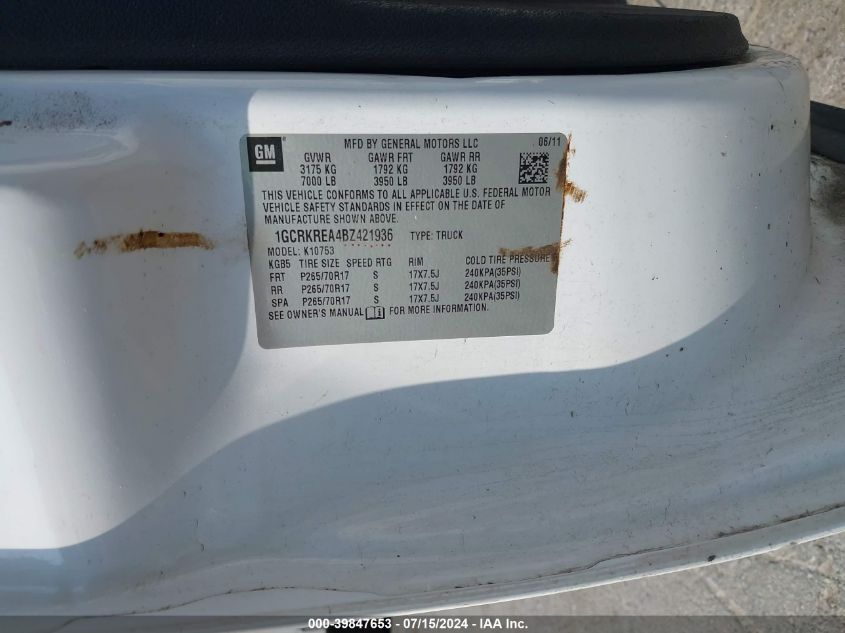 GM
MFD BY GENERAL MOTORS LLC 06/11
GVWR GAWR FRT GAWR RR
3175 KG 1792 KG 1792 KG
7000 LB 3950 LB 3950 LB
THIS VEHICLE CONFORMS TO ALL APPLICABLE U.S. FEDERAL MOTOR
VEHICLE SAFETY STANDARDS IN EFFECT ON THE DATE OF
MANUFACTURE SHOWN ABOVE.
1GCRKREA4BZ421936 TYPE: TRUCK
MODEL: K10753
KGB5 TIRE SIZE SPEED RTG RIM COLD TIRE PRESSURE
FRT P265/70R17 S 17X7.5J 240KPA(35PSI)
RR P265/70R17 S 17X7.5J 240KPA(35PSI)
SPA P265/70R17 S 17X7.5J 240KPA(35PSI)
SEE OWNER'S MANUAL FOR MORE INFORMATION.
000-39847653 - 07/15/2024 - IAA Inc.